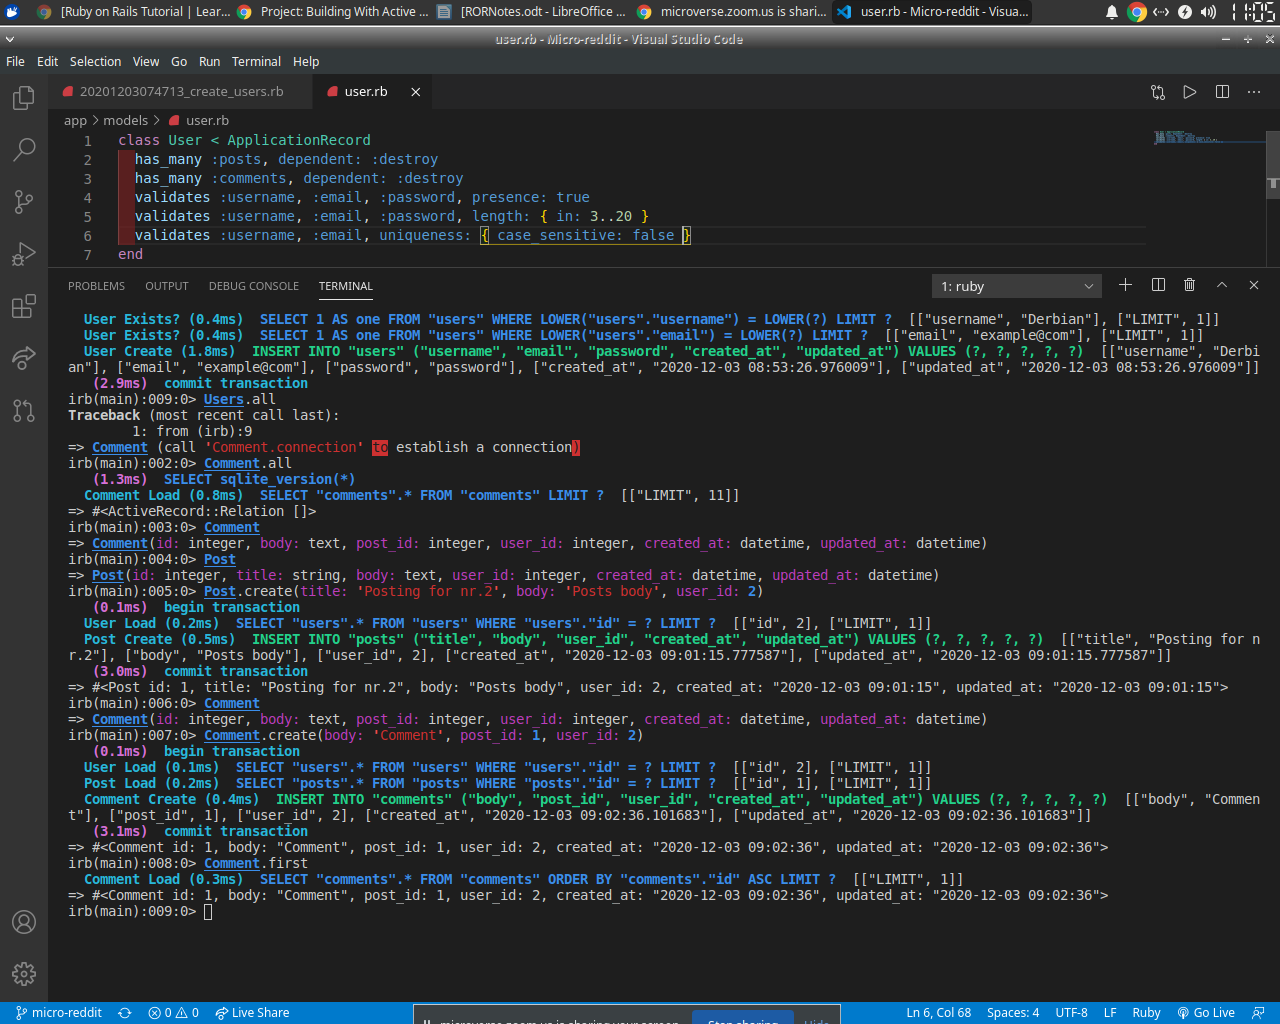 [Ruby on Rails Tutorial | Lear...
Project: Building With Active ...
[RORNotes.odt - LibreOffice ...
microverse.zoom.us is shari...
user.rb - Micro-reddit - Visua...
11:05
user.rb - Micro-reddit - Visual Studio Code
File Edit Selection View Go Run Terminal Help
20201203074713_create_users.rb
user.rb
app > models > user.rb
1 class User < ApplicationRecord
2 has_many :posts, dependent: :destroy
3 has_many :comments, dependent: :destroy
4 validates :username, :email, :password, presence: true
5 validates :username, :email, :password, length: { in: 3..20 }
6 validates :username, :email, uniqueness: { case_sensitive: false }
7 end
PROBLEMS OUTPUT DEBUG CONSOLE TERMINAL
1: ruby
User Exists? (0.4ms) SELECT 1 AS one FROM "users" WHERE LOWER("users"."username") = LOWER(?) LIMIT ? [["username", "Derbian"], ["LIMIT", 1]]
User Exists? (0.4ms) SELECT 1 AS one FROM "users" WHERE LOWER("users"."email") = LOWER(?) LIMIT ? [["email", "example@com"], ["LIMIT", 1]]
User Create (1.8ms) INSERT INTO "users" ("username", "email", "password", "created_at", "updated_at") VALUES (?, ?, ?, ?, ?) [["username", "Derbi
an"], ["email", "example@com"], ["password", "password"], ["created_at", "2020-12-03 08:53:26.976009"], ["updated_at", "2020-12-03 08:53:26.976009"]]
(2.9ms) commit transaction
irb(main):009:0> Users.all
Traceback (most recent call last):
1: from (irb):9
=> Comment (call 'Comment.connection' to establish a connection)
irb(main):002:0> Comment.all
(1.3ms) SELECT sqlite_version(*)
Comment Load (0.8ms) SELECT "comments".* FROM "comments" LIMIT ? [["LIMIT", 11]]
=> #<ActiveRecord::Relation []>
irb(main):003:0> Comment
=> Comment(id: integer, body: text, post_id: integer, user_id: integer, created_at: datetime, updated_at: datetime)
irb(main):004:0> Post
=> Post(id: integer, title: string, body: text, user_id: integer, created_at: datetime, updated_at: datetime)
irb(main):005:0> Post.create(title: 'Posting for nr.2', body: 'Posts body', user_id: 2)
(0.1ms) begin transaction
User Load (0.2ms) SELECT "users".* FROM "users" WHERE "users"."id" = ? LIMIT ? [["id", 2], ["LIMIT", 1]]
Post Create (0.5ms) INSERT INTO "posts" ("title", "body", "user_id", "created_at", "updated_at") VALUES (?, ?, ?, ?, ?) [["title", "Posting for n
r.2"], ["body", "Posts body"], ["user_id", 2], ["created_at", "2020-12-03 09:01:15.777587"], ["updated_at", "2020-12-03 09:01:15.777587"]]
(3.0ms) commit transaction
=> #<Post id: 1, title: "Posting for nr.2", body: "Posts body", user_id: 2, created_at: "2020-12-03 09:01:15", updated_at: "2020-12-03 09:01:15">
irb(main):006:0> Comment
=> Comment(id: integer, body: text, post_id: integer, user_id: integer, created_at: datetime, updated_at: datetime)
irb(main):007:0> Comment.create(body: 'Comment', post_id: 1, user_id: 2)
(0.1ms) begin transaction
User Load (0.1ms) SELECT "users".* FROM "users" WHERE "users"."id" = ? LIMIT ? [["id", 2], ["LIMIT", 1]]
Post Load (0.2ms) SELECT "posts".* FROM "posts" WHERE "posts"."id" = ? LIMIT ? [["id", 1], ["LIMIT", 1]]
Comment Create (0.4ms) INSERT INTO "comments" ("body", "post_id", "user_id", "created_at", "updated_at") VALUES (?, ?, ?, ?, ?) [["body", "Commen
t"], ["post_id", 1], ["user_id", 2], ["created_at", "2020-12-03 09:02:36.101683"], ["updated_at", "2020-12-03 09:02:36.101683"]]
(3.1ms) commit transaction
=> #<Comment id: 1, body: "Comment", post_id: 1, user_id: 2, created_at: "2020-12-03 09:02:36", updated_at: "2020-12-03 09:02:36">
irb(main):008:0> Comment.first
Comment Load (0.3ms) SELECT "comments".* FROM "comments" ORDER BY "comments"."id" ASC LIMIT ? [["LIMIT", 1]]
=> #<Comment id: 1, body: "Comment", post_id: 1, user_id: 2, created_at: "2020-12-03 09:02:36", updated_at: "2020-12-03 09:02:36">
irb(main):009:0>
micro-reddit 0 0 Live Share
microverse.zoom.us is sharing your screen. Stop sharing Hide
Ln 6, Col 68 Spaces: 4 UTF-8 LF Ruby Go Live